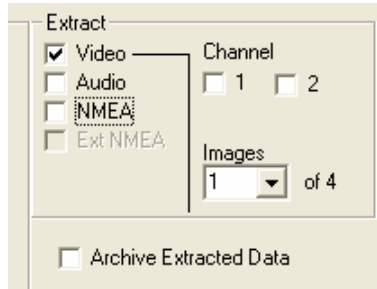 Extract
Video
Channel
Audio
1 2
NMEA
Ext NMEA
Images
1 of 4
Archive Extracted Data